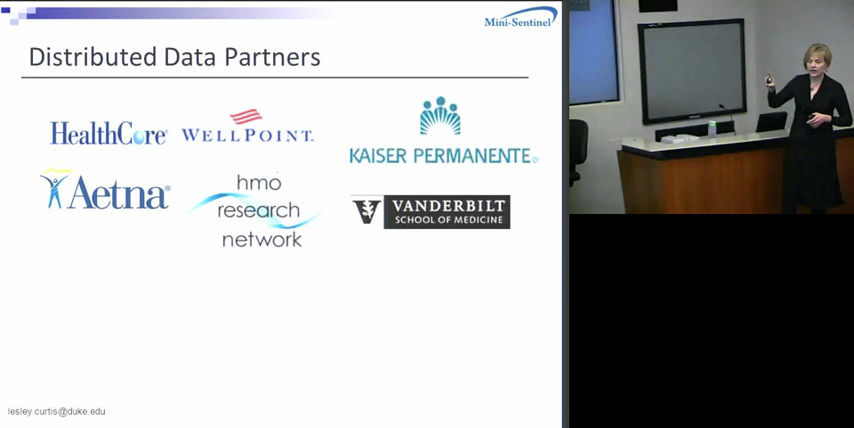 Mini-Sentinel
Distributed Data Partners
HealthCore WELLPOINT.
KAISER PERMANENTE
Aetna
hmo
research
network
VANDERBILT
SCHOOL OF MEDICINE
lesley.curtis@duke.edu